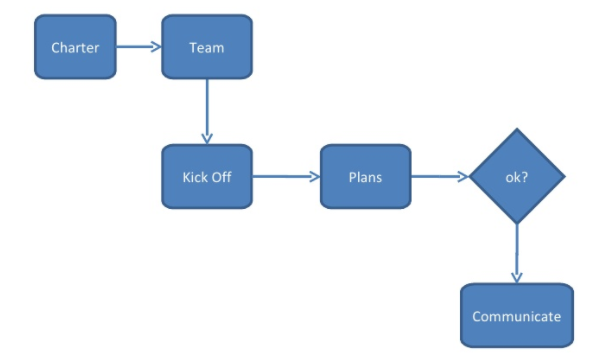 Charter
Team
Kick Off
Plans
ok?
Communicate